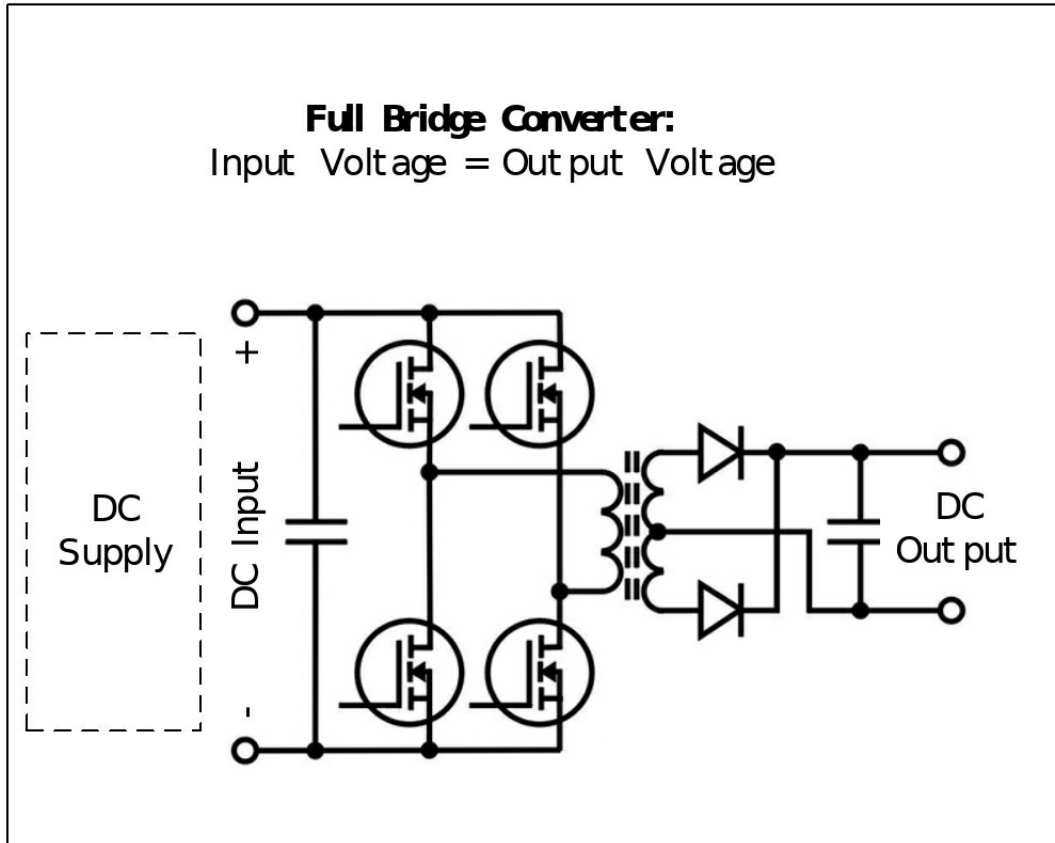 Full Bridge Converter:
Input Voltage = Output Voltage
+
DC Input
-
DC
Supply
DC
Output